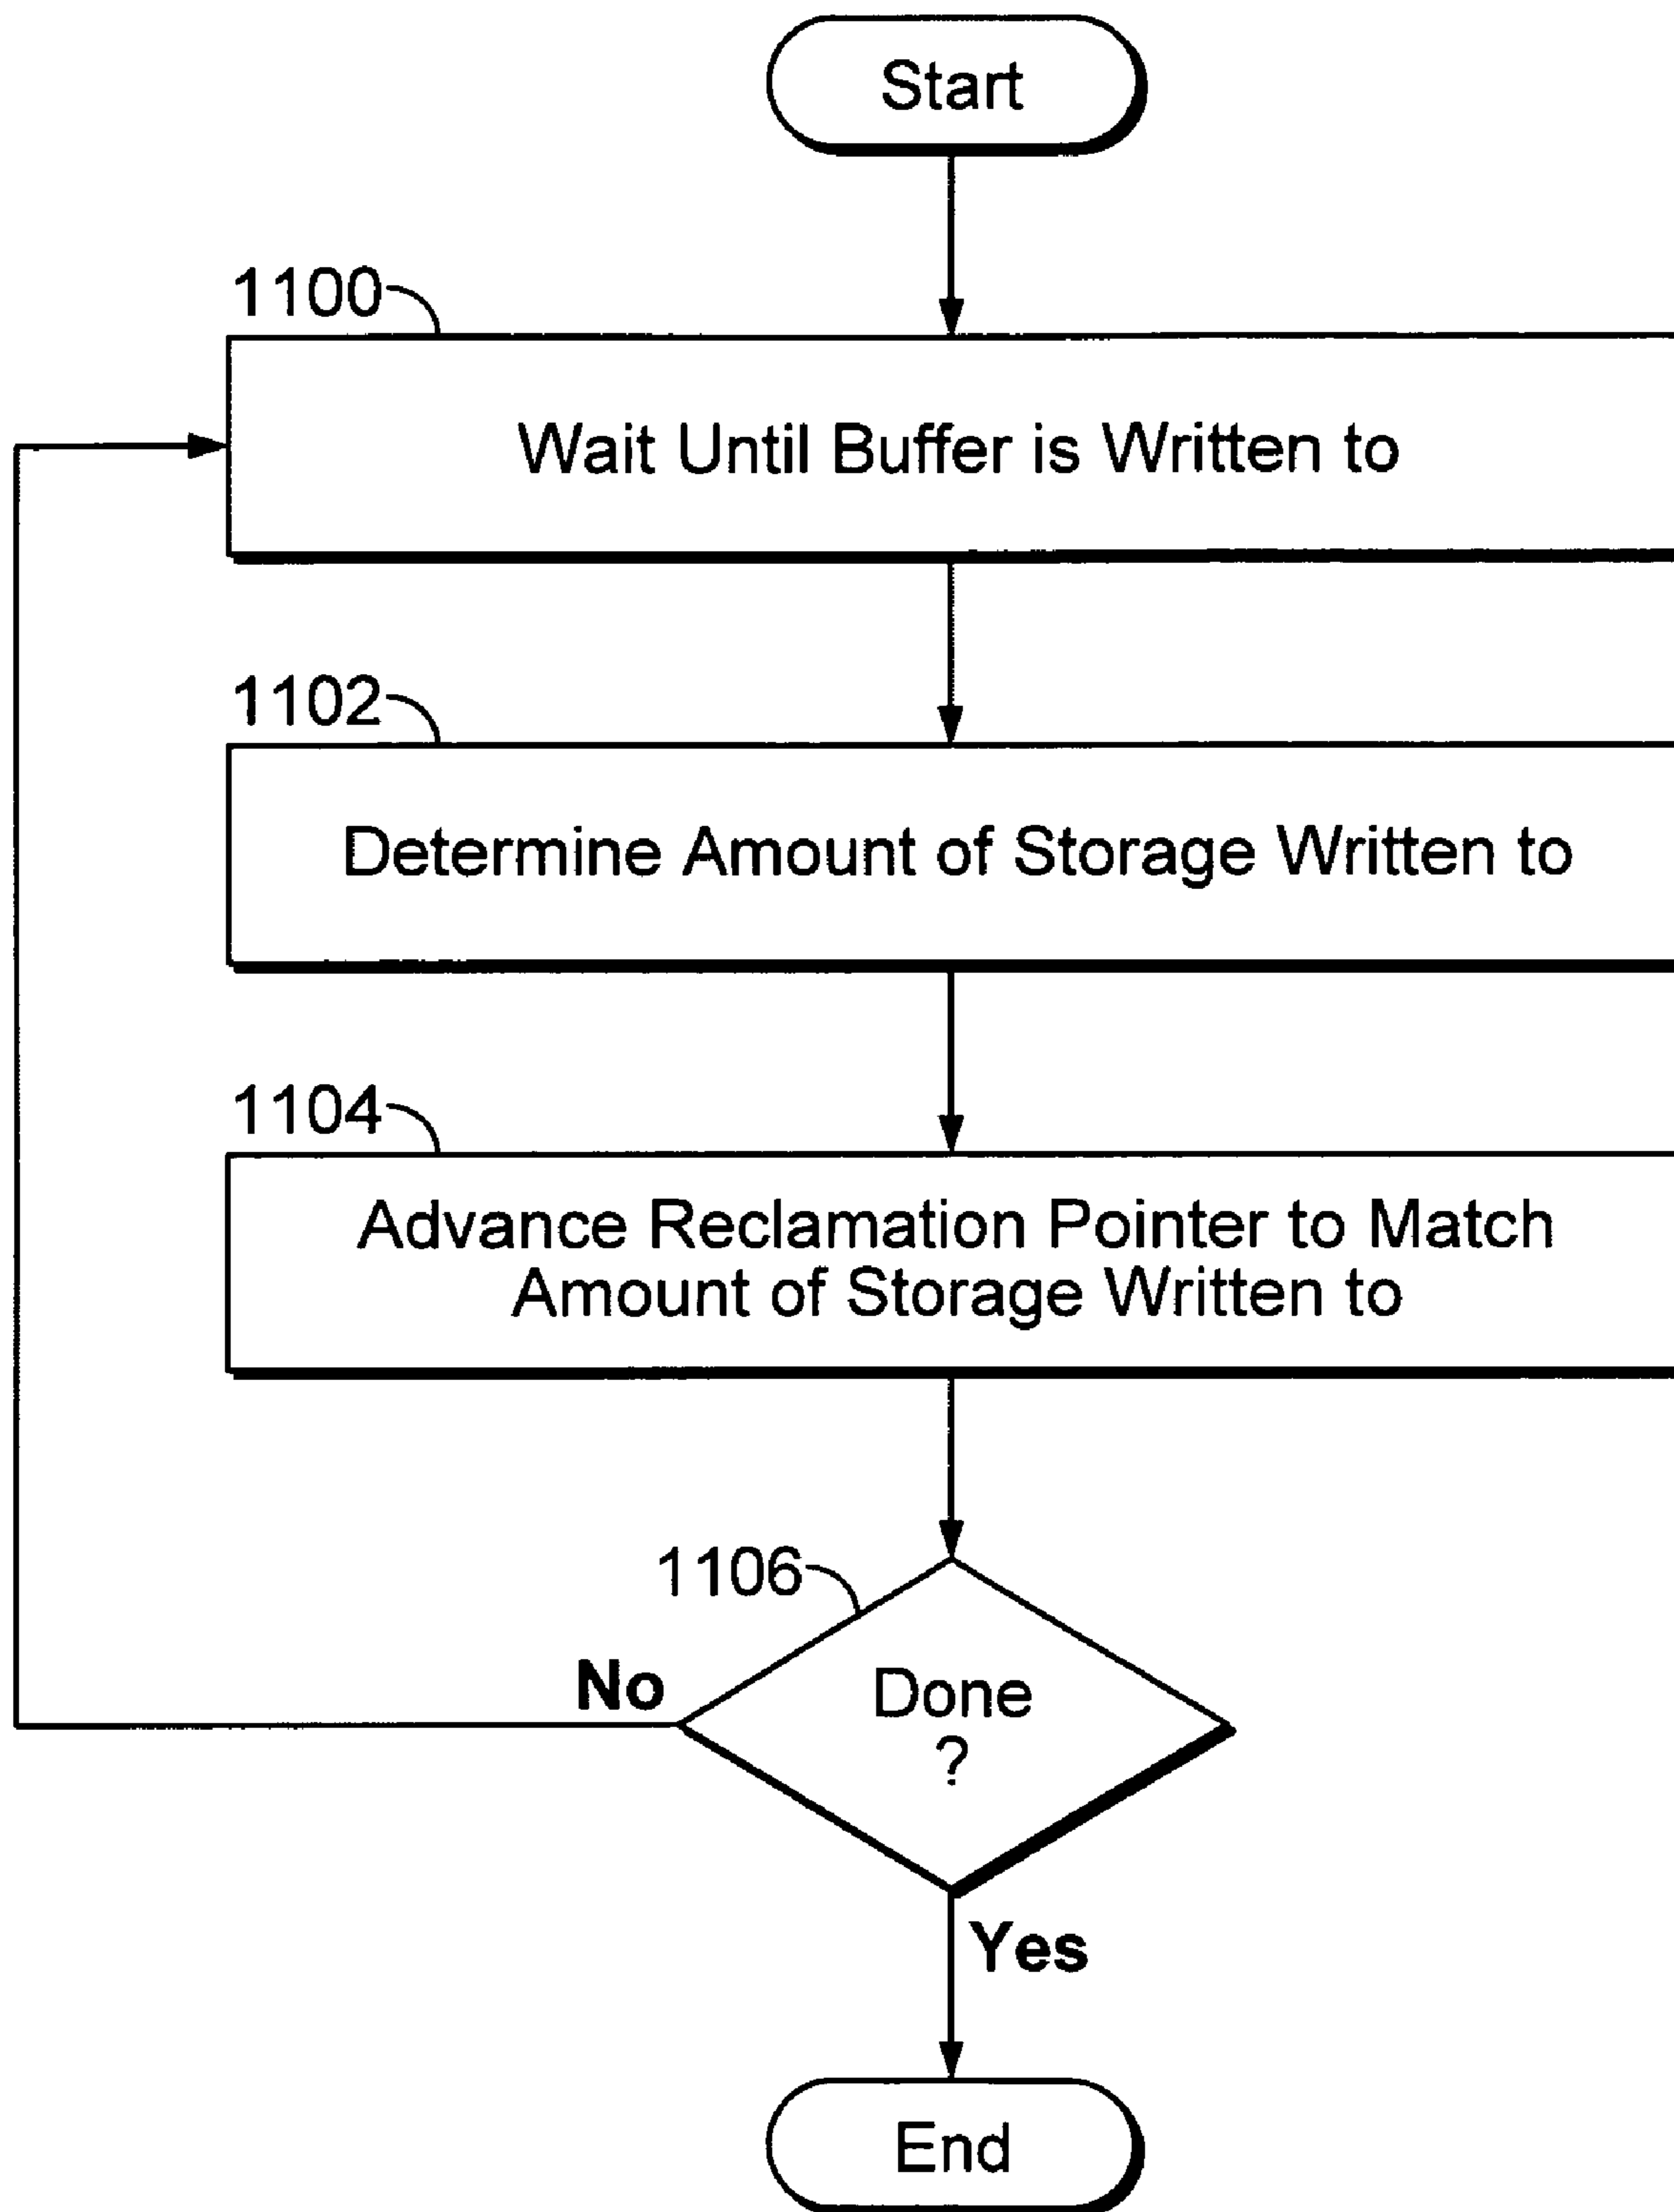 Start
1100
Wait Until Buffer is Written to
1102
Determine Amount of Storage Written to
1104
Advance Reclamation Pointer to Match
Amount of Storage Written to
1106
No
Done
?
Yes
End